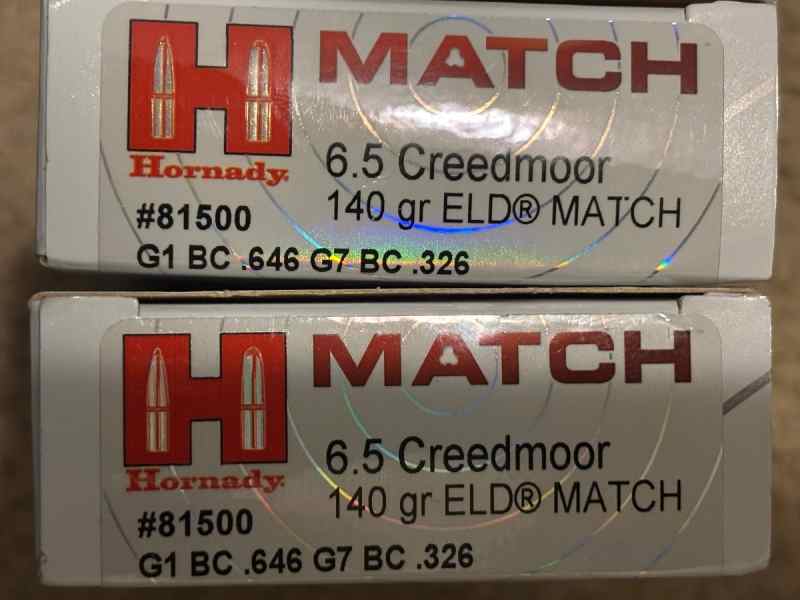 MATCH
Hornady
6.5 Creedmoor
140 gr ELD® MATCH
#81500
G1 BC .646 G7 BC .326
MATCH
Hornady
6.5 Creedmoor
140 gr ELD® MATCH
#81500
G1 BC .646 G7 BC .326